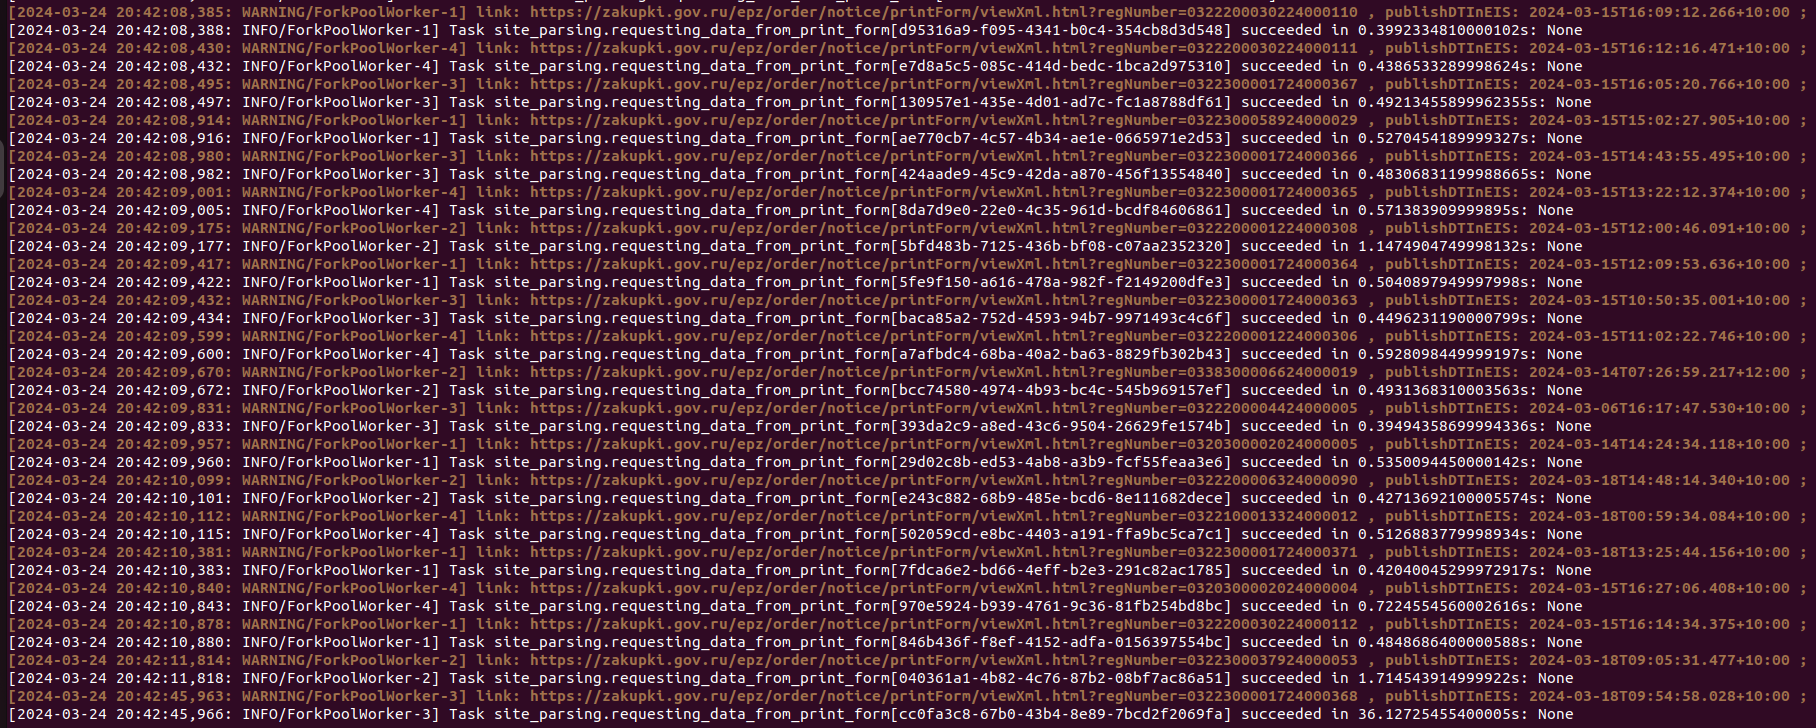 [2024-03-24 20:42:08,385: WARNING/ForkPoolWorker-1] link: https://zakupki.gov.ru/epz/order/notice/printForm/viewXml.html?regNumber=0322200030224000110 , publishDTInEIS: 2024-03-15T16:09:12.266+10:00 ;
[2024-03-24 20:42:08,388: INFO/ForkPoolWorker-1] Task site_parsing.requesting_data_from_print_form[d95316a9-f095-4341-b0c4-354cb8d3d548] succeeded in 0.3992334810000102s: None
[2024-03-24 20:42:08,430: WARNING/ForkPoolWorker-4] link: https://zakupki.gov.ru/epz/order/notice/printForm/viewXml.html?regNumber=0322200030224000111 , publishDTInEIS: 2024-03-15T16:12:16.471+10:00 ;
[2024-03-24 20:42:08,432: INFO/ForkPoolWorker-4] Task site_parsing.requesting_data_from_print_form[e7d8a5c5-085c-414d-bedc-1bca2d975310] succeeded in 0.4386533289998624s: None
[2024-03-24 20:42:08,495: WARNING/ForkPoolWorker-3] link: https://zakupki.gov.ru/epz/order/notice/printForm/viewXml.html?regNumber=0322300001724000367 , publishDTInEIS: 2024-03-15T16:05:20.766+10:00 ;
[2024-03-24 20:42:08,497: INFO/ForkPoolWorker-3] Task site_parsing.requesting_data_from_print_form[130957e1-435e-4d01-ad7c-fc1a8788df61] succeeded in 0.49213455899962355s: None
[2024-03-24 20:42:08,914: WARNING/ForkPoolWorker-1] link: https://zakupki.gov.ru/epz/order/notice/printForm/viewXml.html?regNumber=0322300058924000029 , publishDTInEIS: 2024-03-15T15:02:27.905+10:00 ;
[2024-03-24 20:42:08,916: INFO/ForkPoolWorker-1] Task site_parsing.requesting_data_from_print_form[ae770cb7-4c57-4b34-ae1e-0665971e2d53] succeeded in 0.5270454189999327s: None
[2024-03-24 20:42:08,980: WARNING/ForkPoolWorker-3] link: https://zakupki.gov.ru/epz/order/notice/printForm/viewXml.html?regNumber=0322300001724000366 , publishDTInEIS: 2024-03-15T14:43:55.495+10:00 ;
[2024-03-24 20:42:08,982: INFO/ForkPoolWorker-3] Task site_parsing.requesting_data_from_print_form[424aade9-45c9-42da-a870-456f13554840] succeeded in 0.48306831199988665s: None
[2024-03-24 20:42:09,001: WARNING/ForkPoolWorker-4] link: https://zakupki.gov.ru/epz/order/notice/printForm/viewXml.html?regNumber=0322300001724000365 , publishDTInEIS: 2024-03-15T13:22:12.374+10:00 ;
[2024-03-24 20:42:09,005: INFO/ForkPoolWorker-4] Task site_parsing.requesting_data_from_print_form[8da7d9e0-22e0-4c35-961d-bcdf84606861] succeeded in 0.571383909999895s: None
[2024-03-24 20:42:09,175: WARNING/ForkPoolWorker-2] link: https://zakupki.gov.ru/epz/order/notice/printForm/viewXml.html?regNumber=0322200001224000308 , publishDTInEIS: 2024-03-15T12:00:46.091+10:00 ;
[2024-03-24 20:42:09,177: INFO/ForkPoolWorker-2] Task site_parsing.requesting_data_from_print_form[5bfd483b-7125-436b-bf08-c07aa2352320] succeeded in 1.1474904749998132s: None
[2024-03-24 20:42:09,417: WARNING/ForkPoolWorker-1] link: https://zakupki.gov.ru/epz/order/notice/printForm/viewXml.html?regNumber=0322300001724000364 , publishDTInEIS: 2024-03-15T12:09:53.636+10:00 ;
[2024-03-24 20:42:09,422: INFO/ForkPoolWorker-1] Task site_parsing.requesting_data_from_print_form[5fe9f150-a616-478a-982f-f2149200dfe3] succeeded in 0.5040897949997998s: None
[2024-03-24 20:42:09,432: WARNING/ForkPoolWorker-3] link: https://zakupki.gov.ru/epz/order/notice/printForm/viewXml.html?regNumber=0322300001724000363 , publishDTInEIS: 2024-03-15T10:50:35.001+10:00 ;
[2024-03-24 20:42:09,434: INFO/ForkPoolWorker-3] Task site_parsing.requesting_data_from_print_form[baca85a2-752d-4593-94b7-9971493c4c6f] succeeded in 0.4496231190000799s: None
[2024-03-24 20:42:09,599: WARNING/ForkPoolWorker-4] link: https://zakupki.gov.ru/epz/order/notice/printForm/viewXml.html?regNumber=0322200001224000306 , publishDTInEIS: 2024-03-15T11:02:22.746+10:00 ;
[2024-03-24 20:42:09,600: INFO/ForkPoolWorker-4] Task site_parsing.requesting_data_from_print_form[a7afbdc4-68ba-40a2-ba63-8829fb302b43] succeeded in 0.5928098449999197s: None
[2024-03-24 20:42:09,670: WARNING/ForkPoolWorker-2] link: https://zakupki.gov.ru/epz/order/notice/printForm/viewXml.html?regNumber=0338300006624000019 , publishDTInEIS: 2024-03-14T07:26:59.217+12:00 ;
[2024-03-24 20:42:09,672: INFO/ForkPoolWorker-2] Task site_parsing.requesting_data_from_print_form[bcc74580-4974-4b93-bc4c-545b969157ef] succeeded in 0.4931368310003563s: None
[2024-03-24 20:42:09,831: WARNING/ForkPoolWorker-3] link: https://zakupki.gov.ru/epz/order/notice/printForm/viewXml.html?regNumber=0322200004424000005 , publishDTInEIS: 2024-03-06T16:17:47.530+10:00 ;
[2024-03-24 20:42:09,833: INFO/ForkPoolWorker-3] Task site_parsing.requesting_data_from_print_form[393da2c9-a8ed-43c6-9504-26629fe1574b] succeeded in 0.39494358699994336s: None
[2024-03-24 20:42:09,957: WARNING/ForkPoolWorker-1] link: https://zakupki.gov.ru/epz/order/notice/printForm/viewXml.html?regNumber=0320300002024000005 , publishDTInEIS: 2024-03-14T14:24:34.118+10:00 ;
[2024-03-24 20:42:09,960: INFO/ForkPoolWorker-1] Task site_parsing.requesting_data_from_print_form[29d02c8b-ed53-4ab8-a3b9-fcf55feaa3e6] succeeded in 0.5350094450000142s: None
[2024-03-24 20:42:10,099: WARNING/ForkPoolWorker-2] link: https://zakupki.gov.ru/epz/order/notice/printForm/viewXml.html?regNumber=0322200006324000090 , publishDTInEIS: 2024-03-18T14:48:14.340+10:00 ;
[2024-03-24 20:42:10,101: INFO/ForkPoolWorker-2] Task site_parsing.requesting_data_from_print_form[e243c882-68b9-485e-bcd6-8e111682dece] succeeded in 0.42713692100005574s: None
[2024-03-24 20:42:10,112: WARNING/ForkPoolWorker-4] link: https://zakupki.gov.ru/epz/order/notice/printForm/viewXml.html?regNumber=0322100013324000012 , publishDTInEIS: 2024-03-18T00:59:34.084+10:00 ;
[2024-03-24 20:42:10,115: INFO/ForkPoolWorker-4] Task site_parsing.requesting_data_from_print_form[502059cd-e8bc-4403-a191-ffa9bc5ca7c1] succeeded in 0.5126883779998934s: None
[2024-03-24 20:42:10,381: WARNING/ForkPoolWorker-1] link: https://zakupki.gov.ru/epz/order/notice/printForm/viewXml.html?regNumber=0322300001724000371 , publishDTInEIS: 2024-03-18T13:25:44.156+10:00 ;
[2024-03-24 20:42:10,383: INFO/ForkPoolWorker-1] Task site_parsing.requesting_data_from_print_form[7fdca6e2-bd66-4eff-b2e3-291c82ac1785] succeeded in 0.42040045299972917s: None
[2024-03-24 20:42:10,840: WARNING/ForkPoolWorker-4] link: https://zakupki.gov.ru/epz/order/notice/printForm/viewXml.html?regNumber=0320300002024000004 , publishDTInEIS: 2024-03-15T16:27:06.408+10:00 ;
[2024-03-24 20:42:10,843: INFO/ForkPoolWorker-4] Task site_parsing.requesting_data_from_print_form[970e5924-b939-4761-9c36-81fb254bd8bc] succeeded in 0.7224554560002616s: None
[2024-03-24 20:42:10,878: WARNING/ForkPoolWorker-1] link: https://zakupki.gov.ru/epz/order/notice/printForm/viewXml.html?regNumber=0322200030224000112 , publishDTInEIS: 2024-03-15T16:14:34.375+10:00 ;
[2024-03-24 20:42:10,880: INFO/ForkPoolWorker-1] Task site_parsing.requesting_data_from_print_form[846b436f-f8ef-4152-adfa-0156397554bc] succeeded in 0.4848686400000588s: None
[2024-03-24 20:42:11,814: WARNING/ForkPoolWorker-2] link: https://zakupki.gov.ru/epz/order/notice/printForm/viewXml.html?regNumber=0322300037924000053 , publishDTInEIS: 2024-03-18T09:05:31.477+10:00 ;
[2024-03-24 20:42:11,818: INFO/ForkPoolWorker-2] Task site_parsing.requesting_data_from_print_form[040361a1-4b82-4c76-87b2-08bf7ac86a51] succeeded in 1.714543914999922s: None
[2024-03-24 20:42:45,963: WARNING/ForkPoolWorker-3] link: https://zakupki.gov.ru/epz/order/notice/printForm/viewXml.html?regNumber=0322300001724000368 , publishDTInEIS: 2024-03-18T09:54:58.028+10:00 ;
[2024-03-24 20:42:45,966: INFO/ForkPoolWorker-3] Task site_parsing.requesting_data_from_print_form[cc0fa3c8-67b0-43b4-8e89-7bcd2f2069fa] succeeded in 36.12725455400005s: None